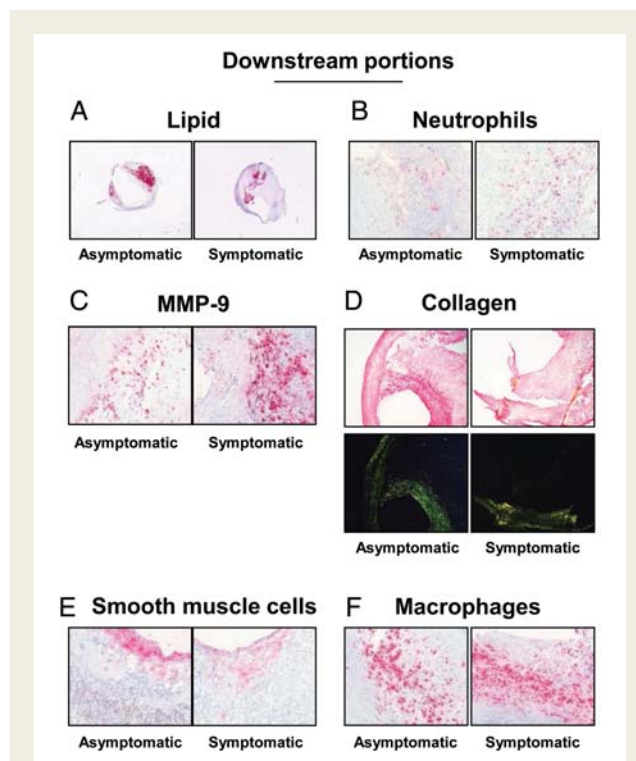 Downstream portions
A Lipid
Asymptomatic Symptomatic
B Neutrophils
Asymptomatic Symptomatic
C MMP-9
Asymptomatic Symptomatic
D Collagen
Asymptomatic Symptomatic
E Smooth muscle cells
Asymptomatic Symptomatic
F Macrophages
Asymptomatic Symptomatic